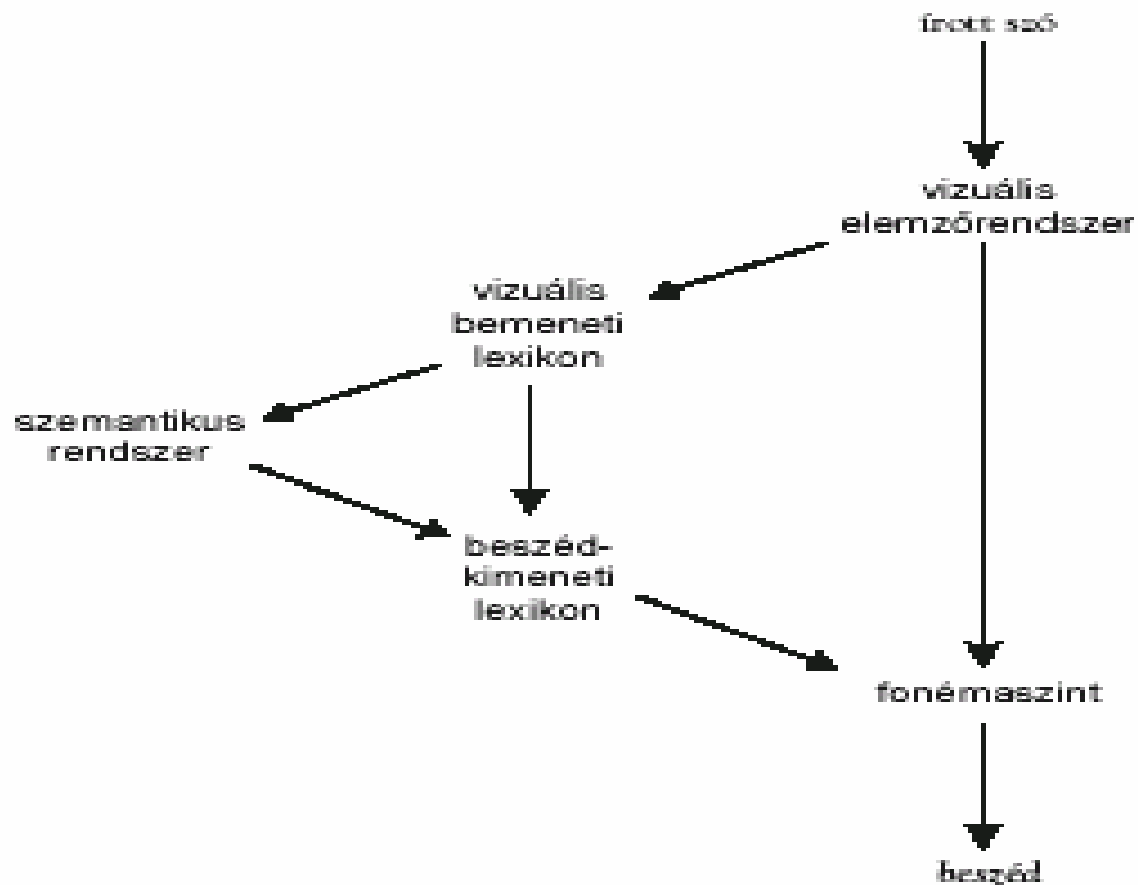 írott szó
vizuális
elemzőrendszer
vizuális
bemeneti
lexikon
szemantikus
rendszer
beszéd-
kimeneti
lexikon
fonémaszint
beszéd